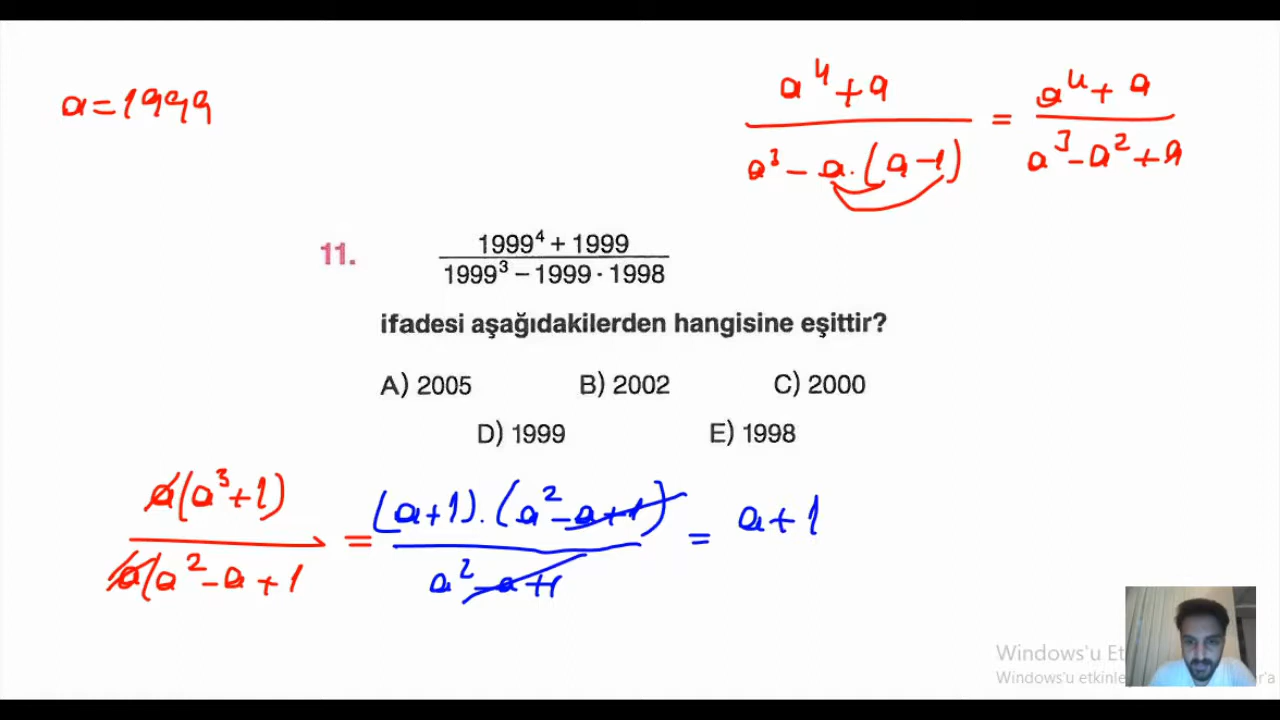 a=1999
a⁴+a / a³-a.(a-1) = a⁴+a / a³-a²+a
11. 1999⁴ + 1999 / 1999³ − 1999 · 1998
ifadesi aşağıdakilerden hangisine eşittir?
A) 2005 B) 2002 C) 2000
D) 1999 E) 1998
a(a³+1) / a(a²-a+1 = (a+1).(a²-a+1) / a²-a+1 = a+1
Windows'u Et
Windows'u etkinle
r'a